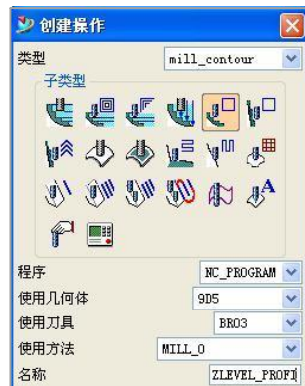 创建操作
类型 mill_contour
子类型
程序 NC_PROGRAM
使用几何体 9D5
使用刀具 BR03
使用方法 MILL_0
名称 ZLEVEL_PROFI